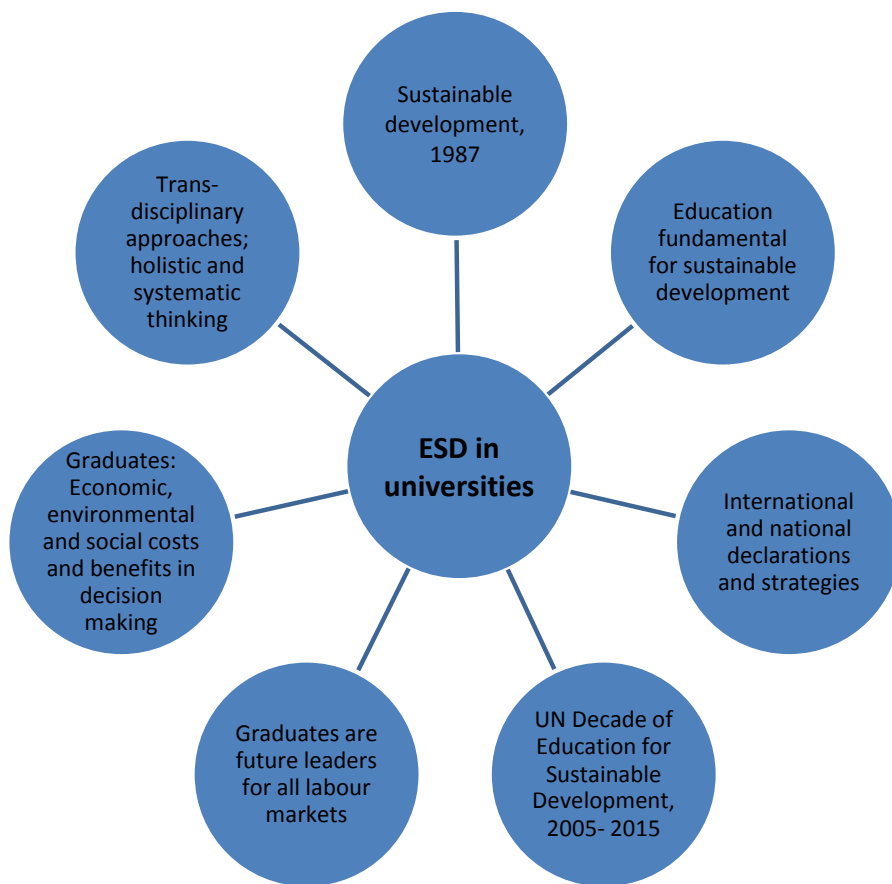 Sustainable
development,
1987
Education
fundamental
for sustainable
development
International
and national
declarations
and strategies
UN Decade of
Education for
Sustainable
Development,
2005- 2015
Graduates are
future leaders
for all labour
markets
Graduates:
Economic,
environmental
and social costs
and benefits in
decision
making
Trans-
disciplinary
approaches;
holistic and
systematic
thinking
ESD in
universities